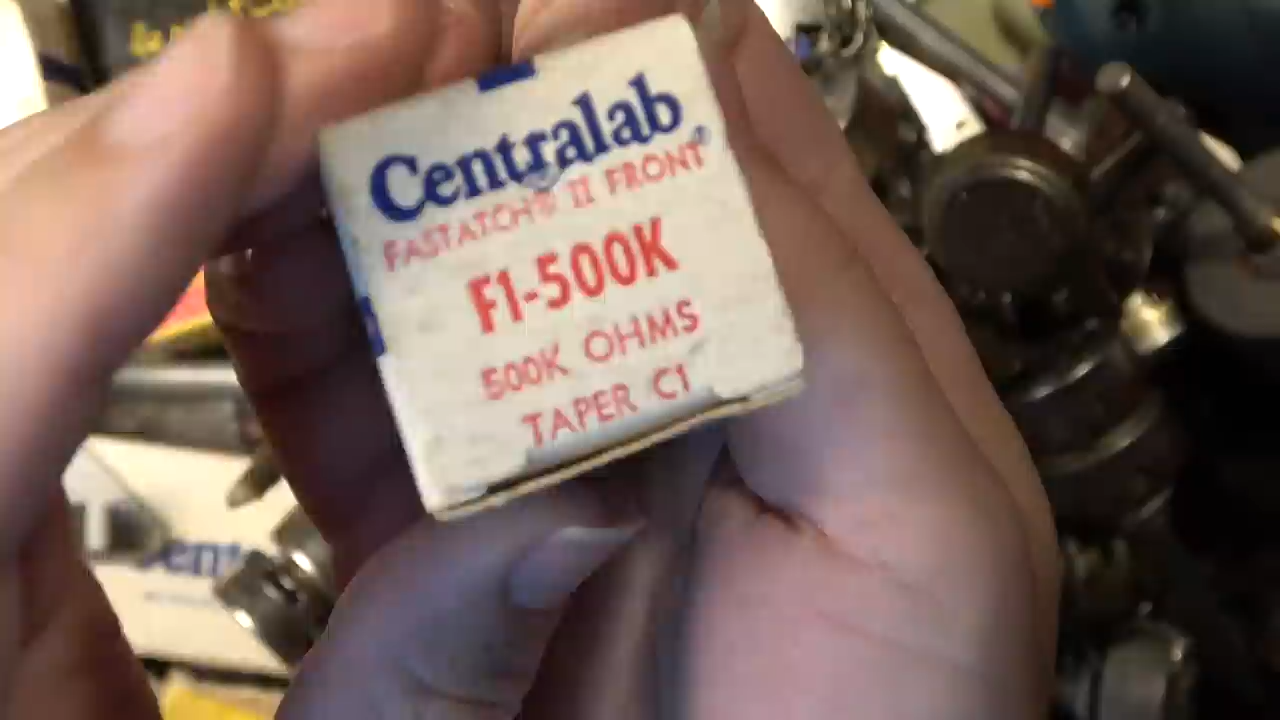 Centralab®
FASTATCH® II FRONT
F1-500K
500K OHMS
TAPER C1